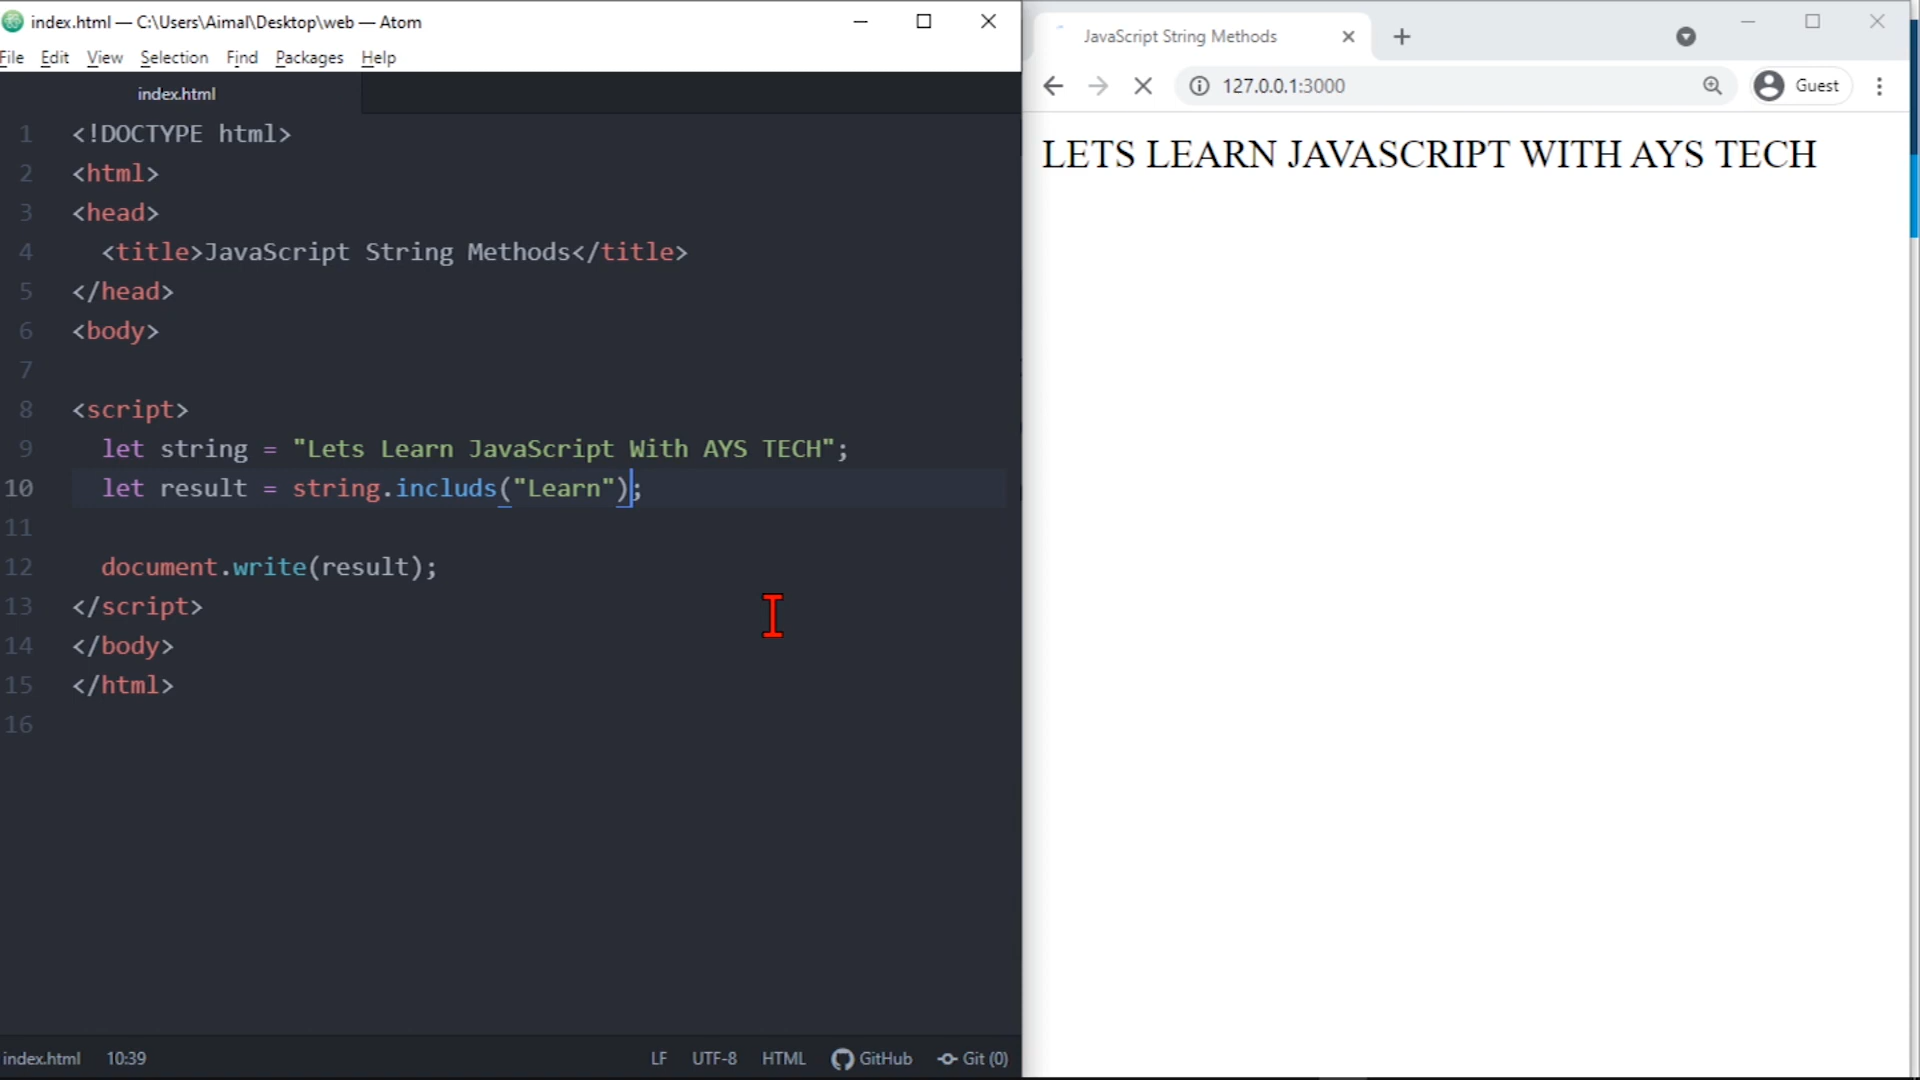 index.html — C:\Users\Aimal\Desktop\web — Atom
File Edit View Selection Find Packages Help
index.html
1 <!DOCTYPE html>
2 <html>
3 <head>
4 <title>JavaScript String Methods</title>
5 </head>
6 <body>
7
8 <script>
9 let string = "Lets Learn JavaScript With AYS TECH";
10 let result = string.includs("Learn");
11
12 document.write(result);
13 </script>
14 </body>
15 </html>
16
index.html 10:39 LF UTF-8 HTML GitHub Git (0)
JavaScript String Methods
127.0.0.1:3000 Guest
LETS LEARN JAVASCRIPT WITH AYS TECH